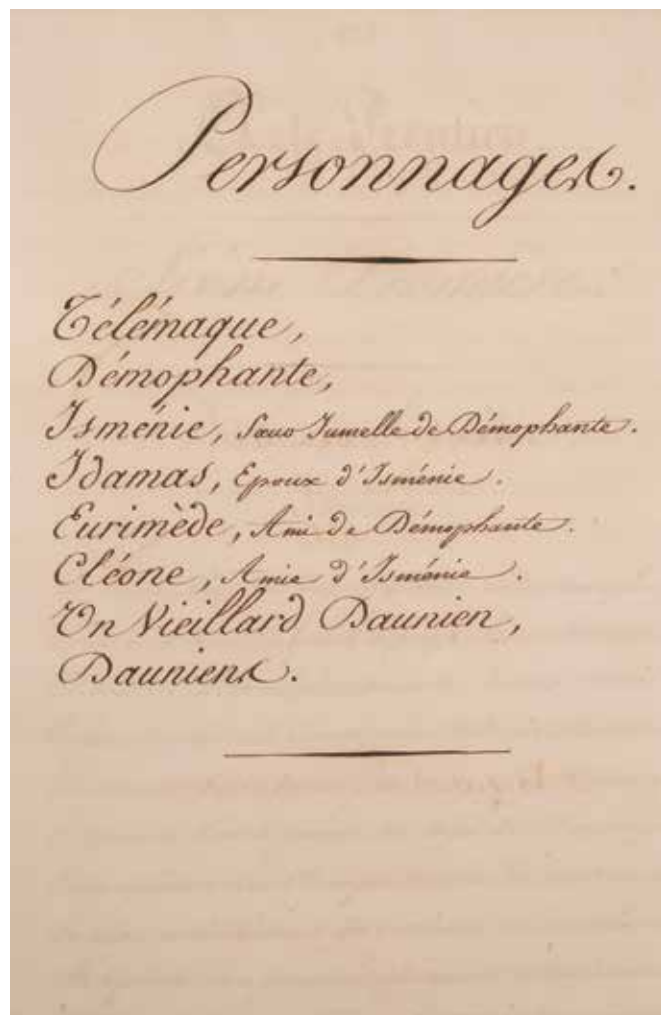 Personnages.
Télémaque,
Démophante,
Isménie, Sœur Jumelle de Démophante.
Idamas, Epoux d'Isménie.
Eurimède, Ami de Démophante.
Cléone, Amie d'Isménie.
Un Vieillard Daunien,
Dauniens.